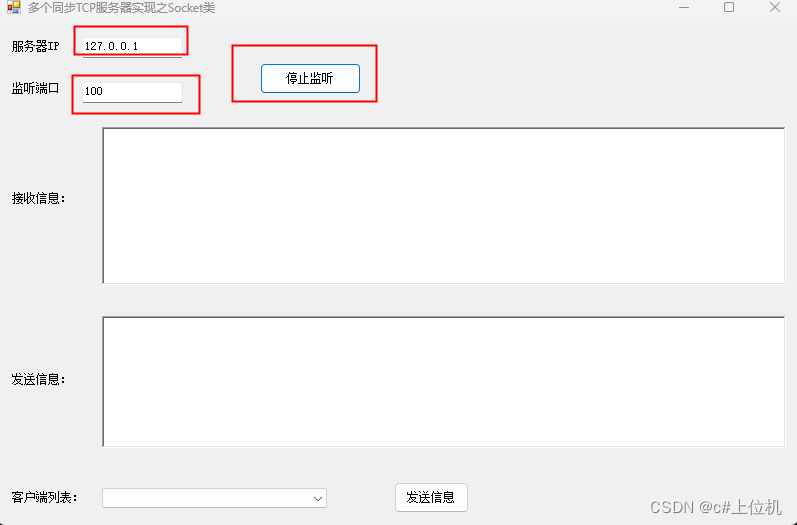 多个同步TCP服务器实现之Socket类
服务器IP 127.0.0.1
停止监听
监听端口 100
接收信息：
发送信息：
客户端列表： 发送信息
CSDN @c#上位机